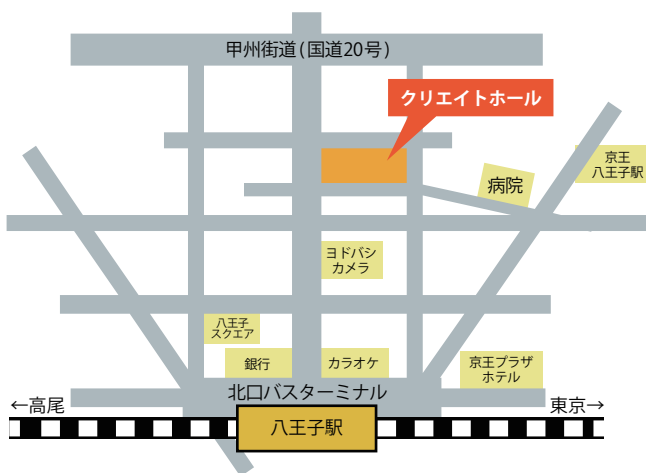 甲州街道(国道20号)
クリエイトホール
京王
八王子駅
病院
ヨドバシ
カメラ
八王子
スクエア
銀行
カラオケ
京王プラザ
ホテル
北口バスターミナル
←高尾
東京→
八王子駅